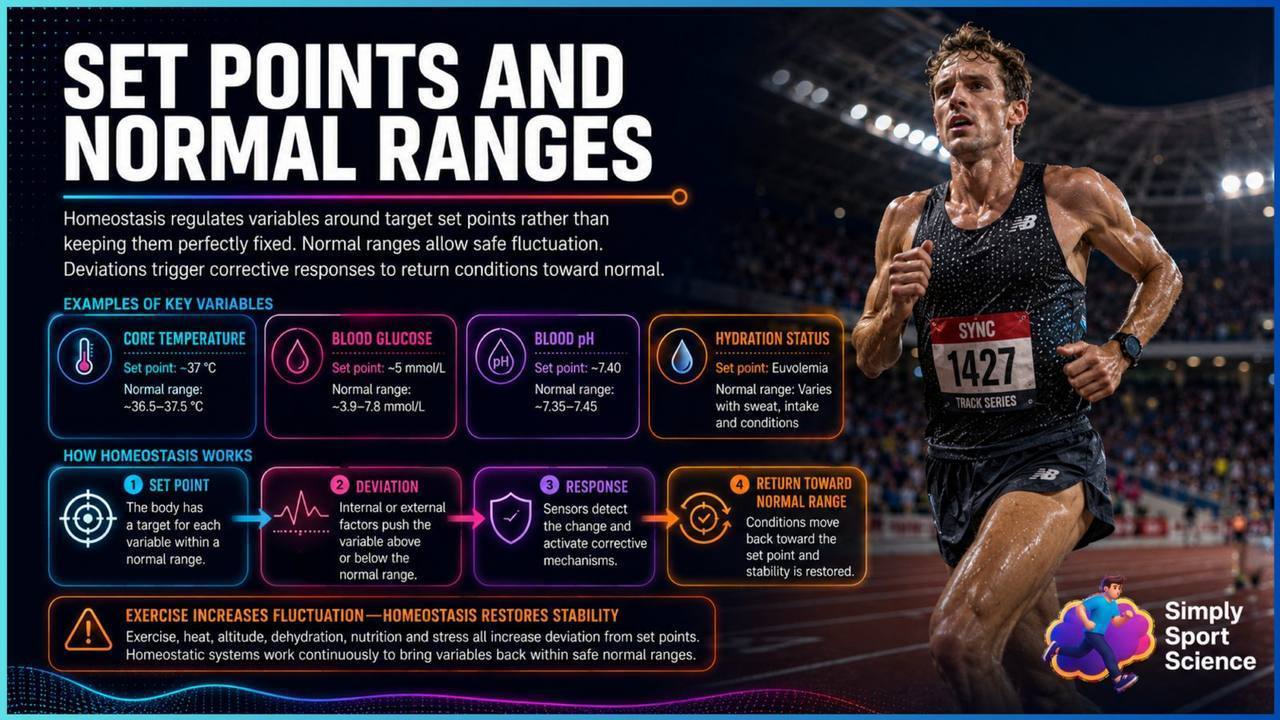 SET POINTS AND
NORMAL RANGES
Homeostasis regulates variables around target set points rather than
keeping them perfectly fixed. Normal ranges allow safe fluctuation.
Deviations trigger corrective responses to return conditions toward normal.
EXAMPLES OF KEY VARIABLES
CORE TEMPERATURE
Set point: ~37 °C
Normal range:
~36.5–37.5 °C
BLOOD GLUCOSE
Set point: ~5 mmol/L
Normal range:
~3.9–7.8 mmol/L
pH
BLOOD pH
Set point: ~7.40
Normal range:
~7.35–7.45
HYDRATION STATUS
Set point: Euvolemia
Normal range: Varies
with sweat, intake
and conditions
HOW HOMEOSTASIS WORKS
1 SET POINT
The body has
a target for each
variable within a
normal range.
2 DEVIATION
Internal or external
factors push the
variable above
or below the
normal range.
3 RESPONSE
Sensors detect
the change and
activate corrective
mechanisms.
4 RETURN TOWARD
NORMAL RANGE
Conditions move
back toward the
set point and
stability is restored.
EXERCISE INCREASES FLUCTUATION—HOMEOSTASIS RESTORES STABILITY
Exercise, heat, altitude, dehydration, nutrition and stress all increase deviation from set points.
Homeostatic systems work continuously to bring variables back within safe normal ranges.
NB
SYNC
1427
TRACK SERIES
NB
Simply
Sport
Science